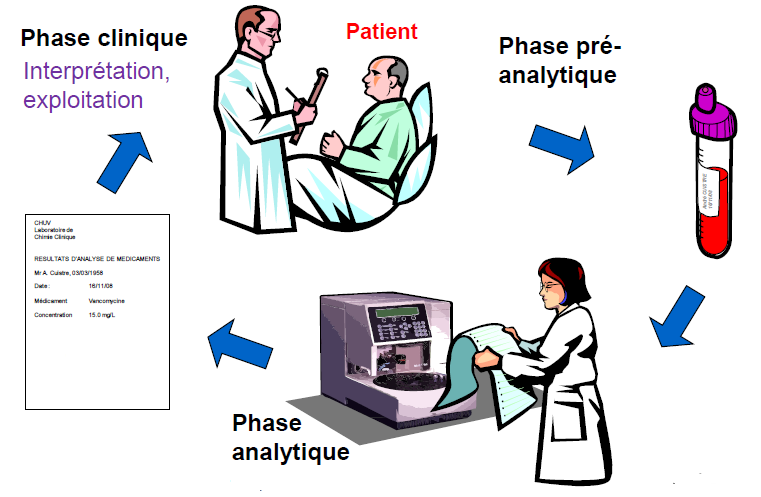 Phase clinique
Interprétation,
exploitation
Patient
Phase pré-
analytique
CHUV
Laboratoire de
Chimie Clinique
RESULTATS D'ANALYSE DE MEDICAMENTS
Mr A. Cuistre, 03/03/1958
Date : 16/11/08
Médicament Vancomycine
Concentration 15.0 mg/L
Phase
analytique